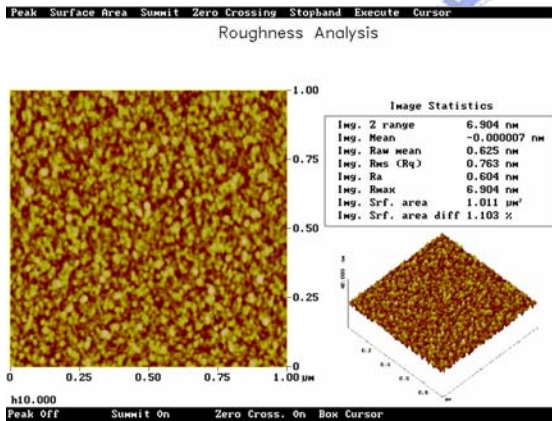 Peak Surface Area Summit Zero Crossing Stopband Execute Cursor
Roughness Analysis
Image Statistics
Img. Z range 6.904 nm
Img. Mean -0.000007 nm
Img. Raw mean 0.625 nm
Img. Rms (Rq) 0.763 nm
Img. Ra 0.604 nm
Img. Rmax 6.904 nm
Img. Srf. area 1.011 µm²
Img. Srf. area diff 1.103 %
1.00
0.75
0.50
0.25
0
0 0.25 0.50 0.75 1.00 µm
0.2
0.4
h10.000
Peak Off Summit On Zero Cross. On Box Cursor